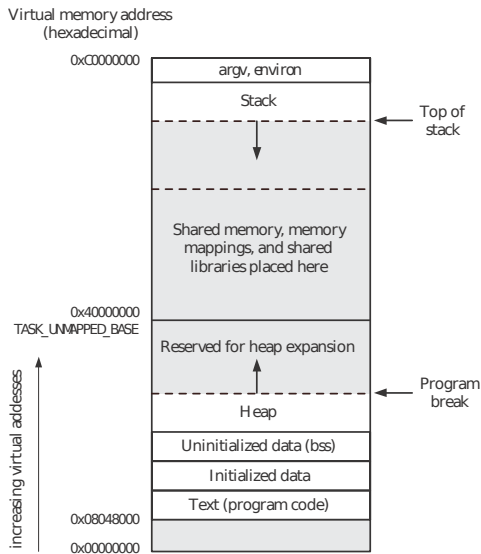 Virtual memory address
(hexadecimal)
0xC0000000
argv, environ
Stack
Top of
stack
Shared memory, memory
mappings, and shared
libraries placed here
0x40000000
TASK_UNMAPPED_BASE
Reserved for heap expansion
Program
break
Heap
Uninitialized data (bss)
Initialized data
Text (program code)
0x08048000
0x00000000
increasing virtual addesses